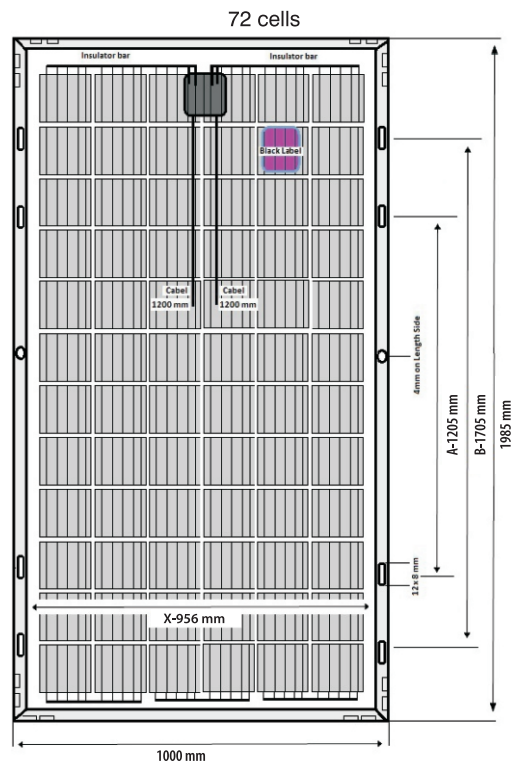 72 cells
Insulator bar
Insulator bar
Black Label
Cabel
1200 mm
Cabel
1200 mm
4mm on Length Side
A-1205 mm
B-1705 mm
1985 mm
12 x 8 mm
X-956 mm
1000 mm